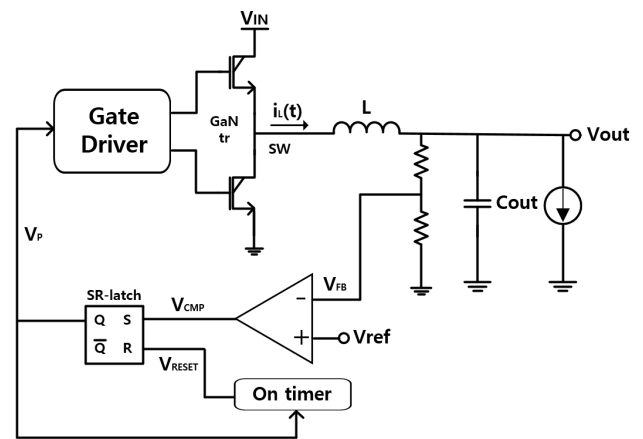 VIN
Gate
Driver
GaN
tr
iL(t)
L
SW
Vout
Cout
VP
SR-latch
VCMP
VFB
Q S
Q R
VRESET
Vref
On timer